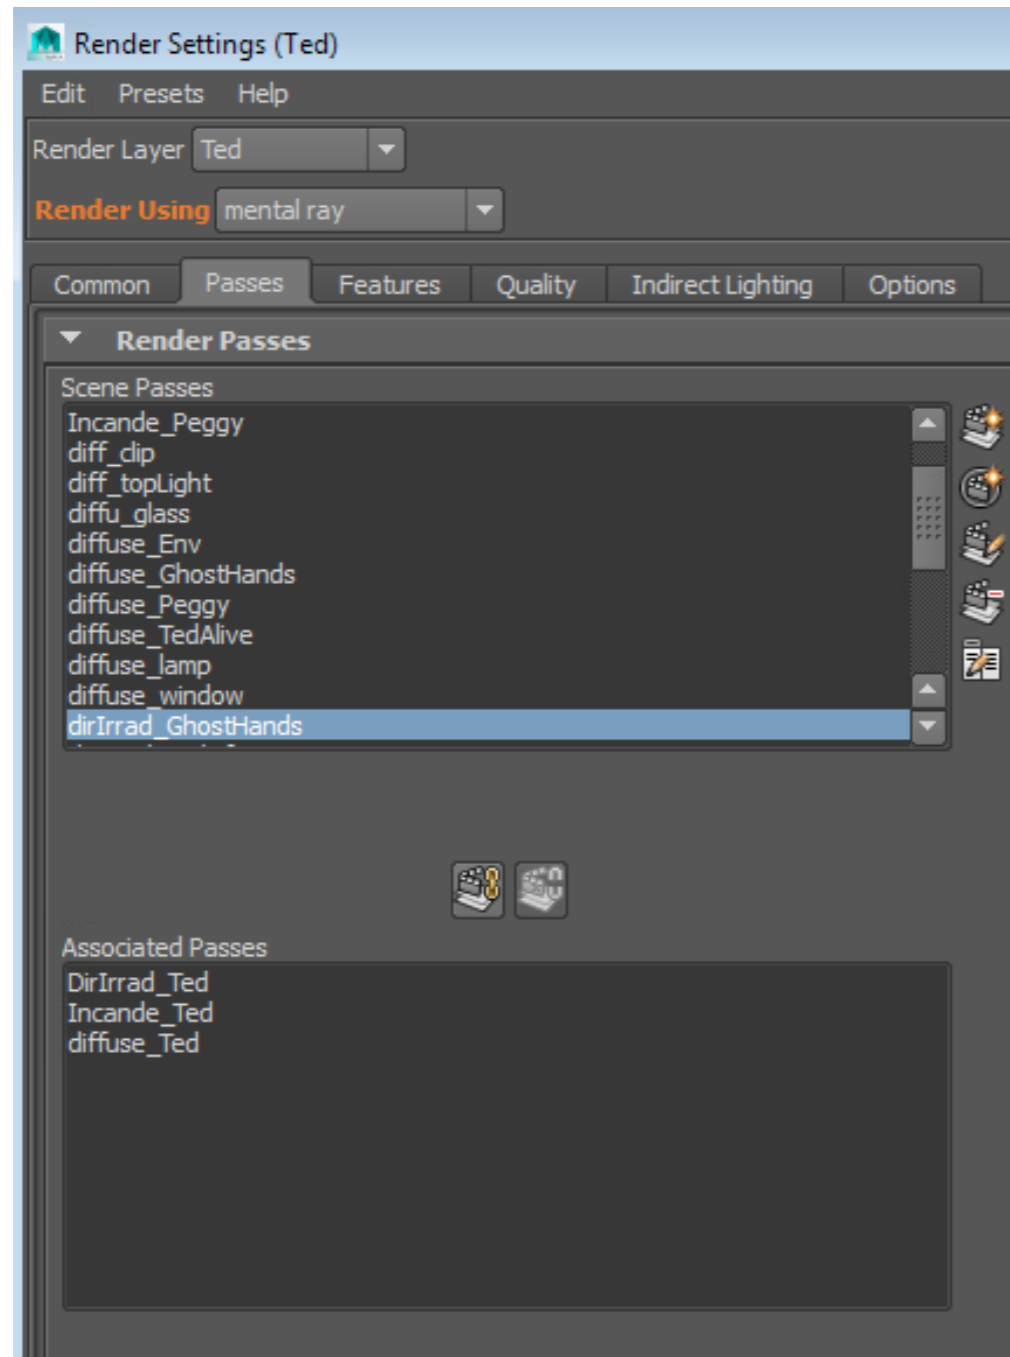 Render Settings (Ted)
Edit Presets Help
Render Layer Ted
Render Using mental ray
Common Passes Features Quality Indirect Lighting Options
Render Passes
Scene Passes
Incande_Peggy
diff_clip
diff_topLight
diffu_glass
diffuse_Env
diffuse_GhostHands
diffuse_Peggy
diffuse_TedAlive
diffuse_lamp
diffuse_window
dirIrrad_GhostHands
Associated Passes
DirIrrad_Ted
Incande_Ted
diffuse_Ted